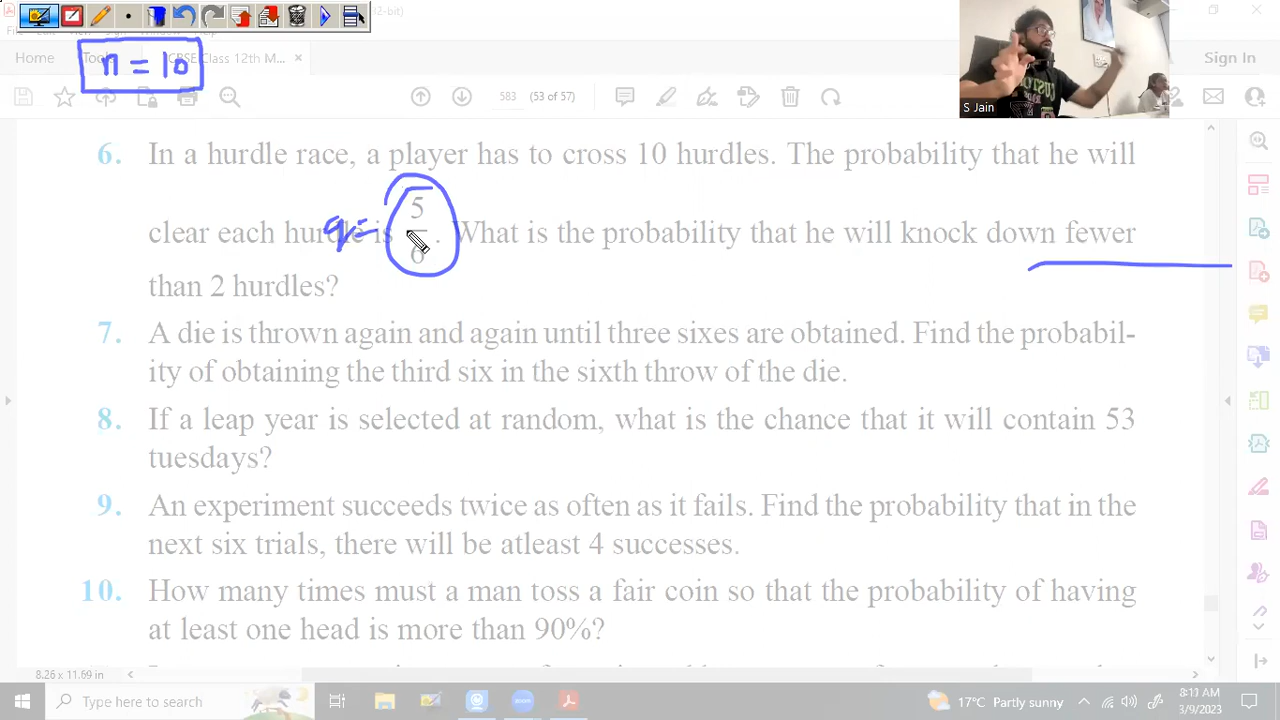 n = 10
-bit)
Home
Tools
CBSE Class 12th M... ×
Sign In
583 (53 of 57)
S Jain
6. In a hurdle race, a player has to cross 10 hurdles. The probability that he will
clear each hurdle is 5/6. What is the probability that he will knock down fewer
q =
than 2 hurdles?
7. A die is thrown again and again until three sixes are obtained. Find the probabil-
ity of obtaining the third six in the sixth throw of the die.
8. If a leap year is selected at random, what is the chance that it will contain 53
tuesdays?
9. An experiment succeeds twice as often as it fails. Find the probability that in the
next six trials, there will be atleast 4 successes.
10. How many times must a man toss a fair coin so that the probability of having
at least one head is more than 90%?
8.26 x 11.69 in
Type here to search
17°C Partly sunny
8:13 AM
3/9/2023